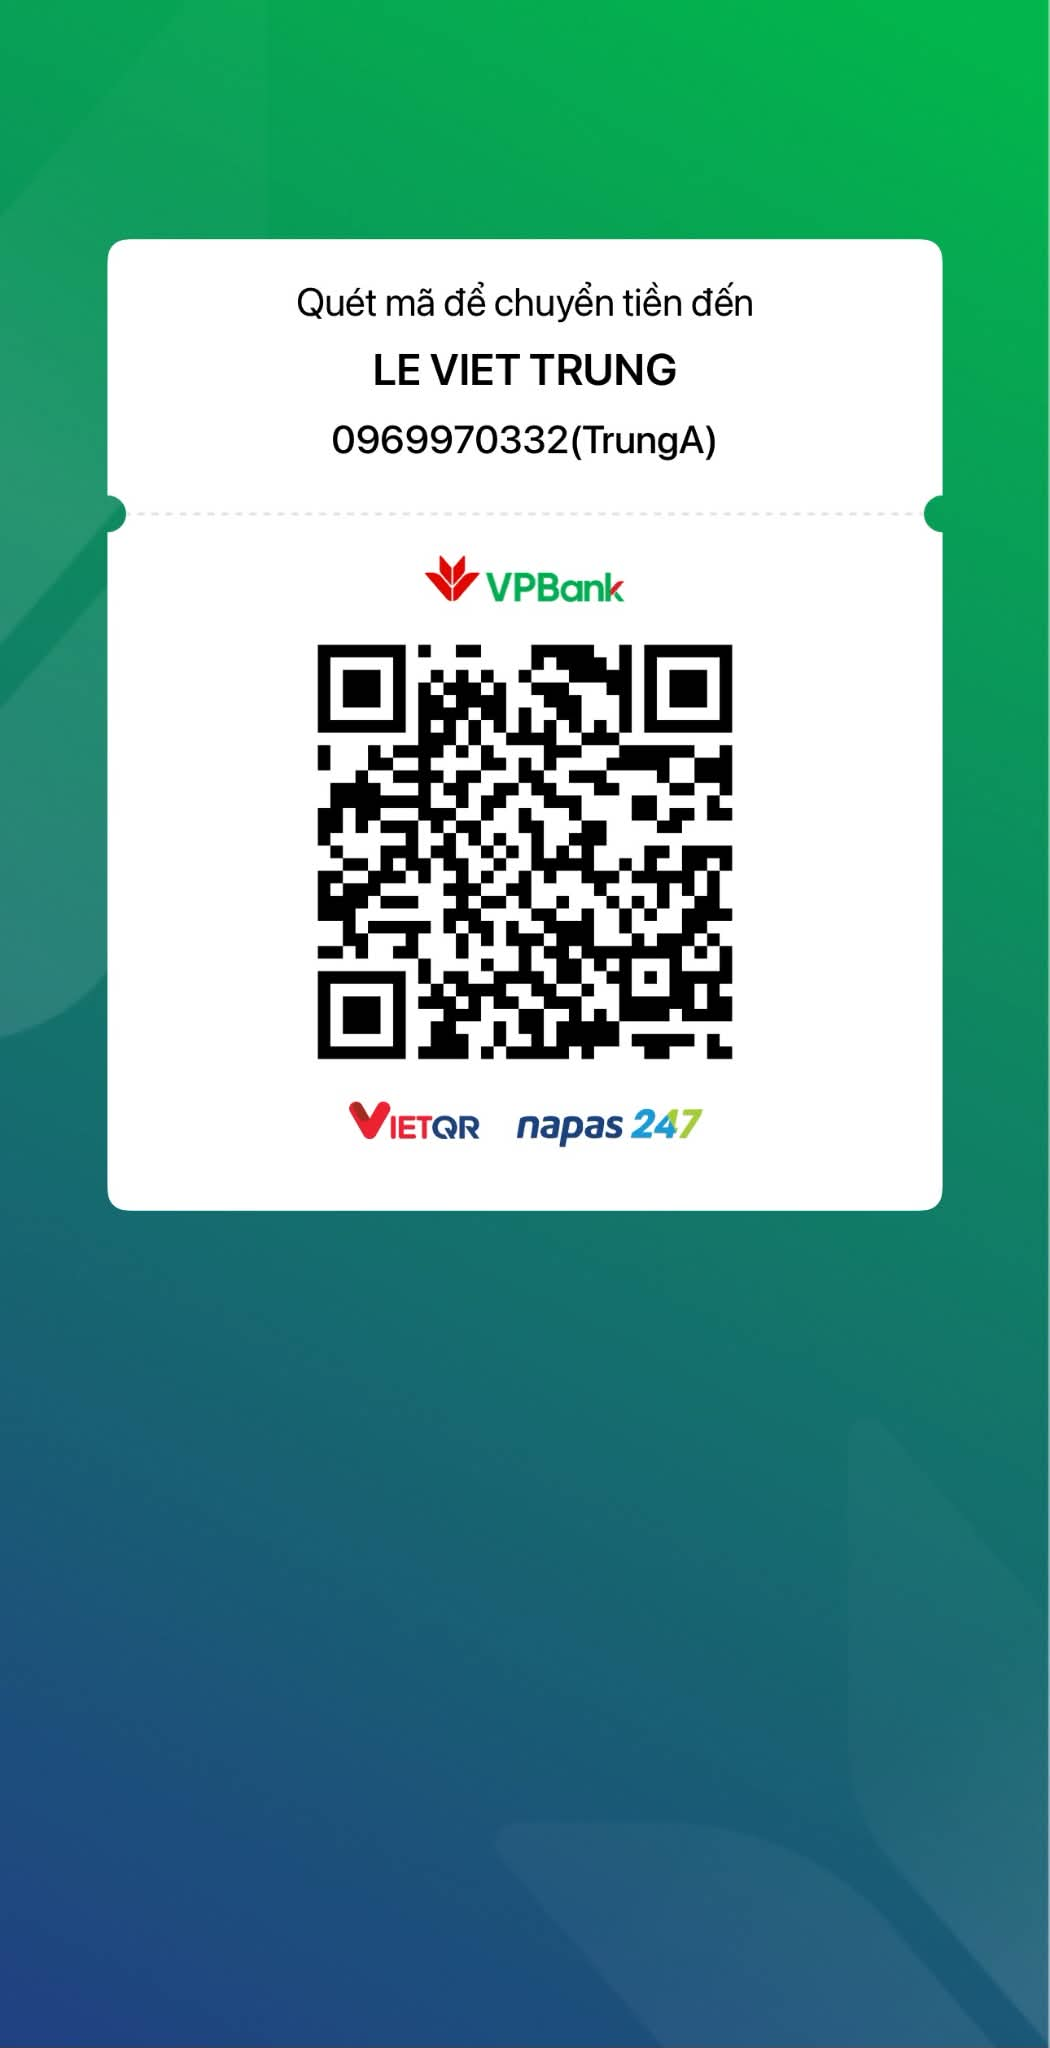 Quét mã để chuyển tiền đến
LE VIET TRUNG
0969970332(TrungA)
VPBank
VIETQR napas 247